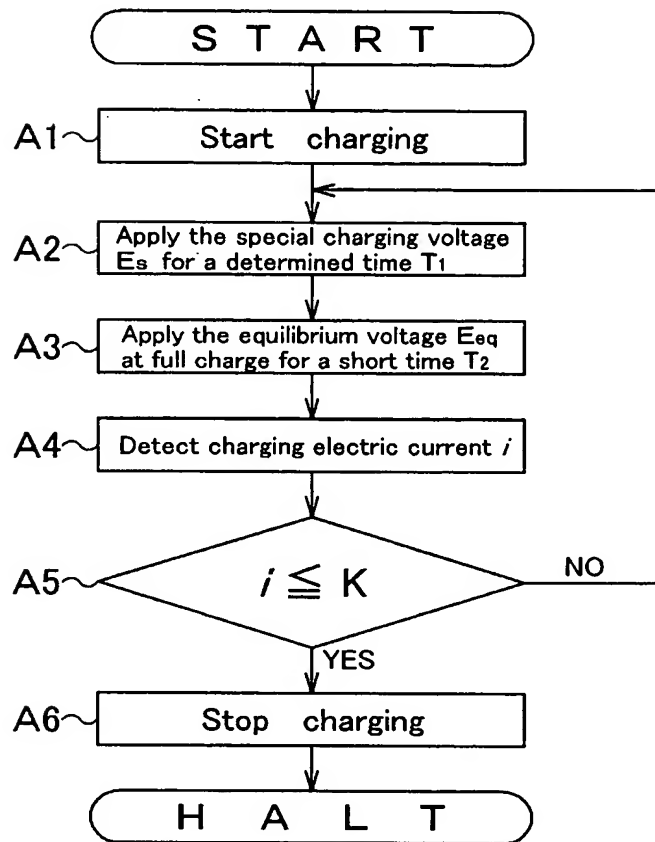 START
A1 Start charging
A2 Apply the special charging voltage
Es for a determined time T1
A3 Apply the equilibrium voltage Eeq
at full charge for a short time T2
A4 Detect charging electric current i
A5 i ≦ K NO
YES
A6 Stop charging
HALT